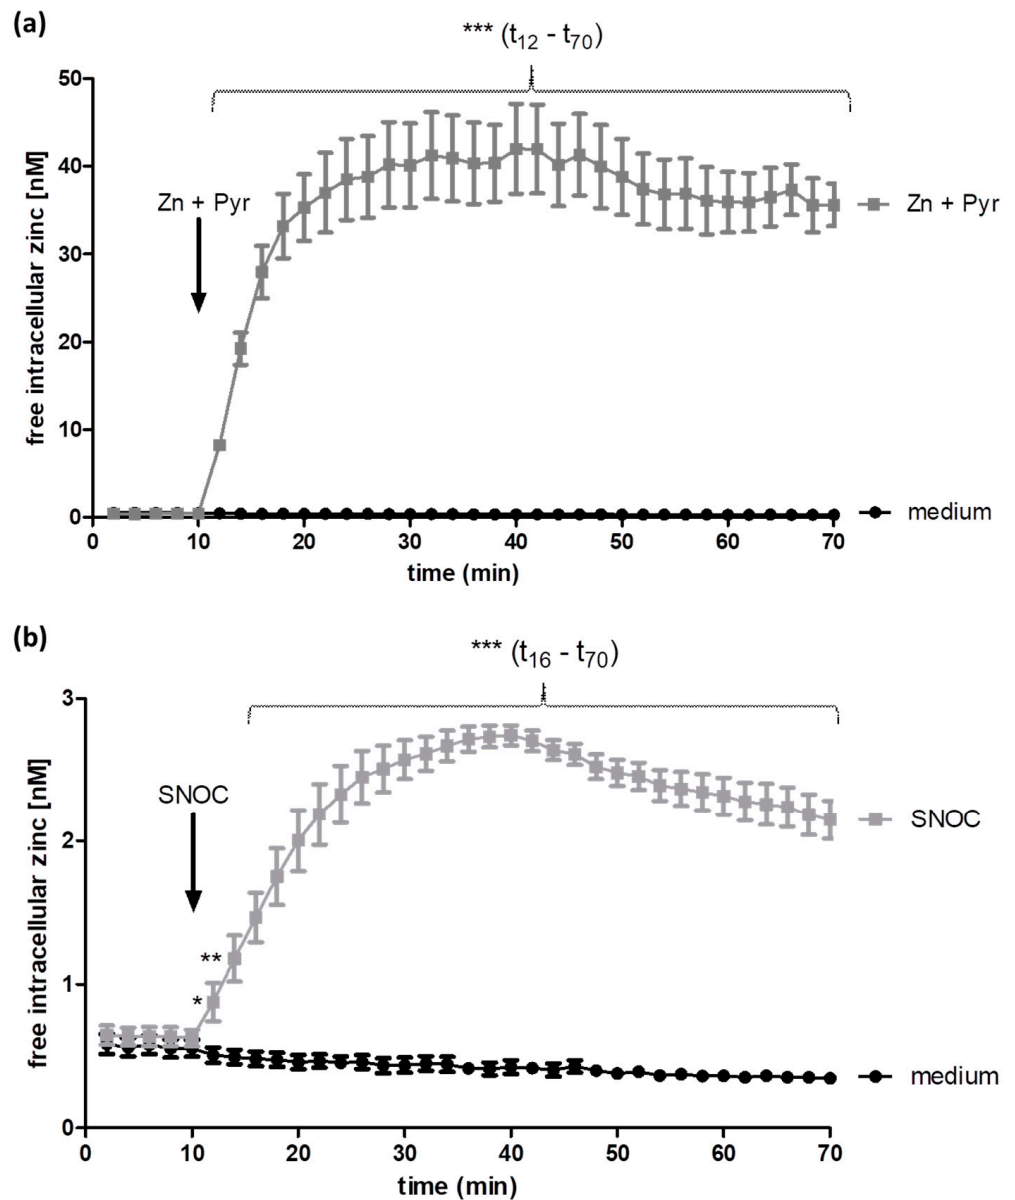 (a)
*** (t12 - t70)
50
40
30
20
10
0
free intracellular zinc [nM]
Zn + Pyr
Zn + Pyr
medium
0 10 20 30 40 50 60 70
time (min)
(b)
*** (t16 - t70)
3
2
1
0
free intracellular zinc [nM]
SNOC
**
*
SNOC
medium
0 10 20 30 40 50 60 70
time (min)